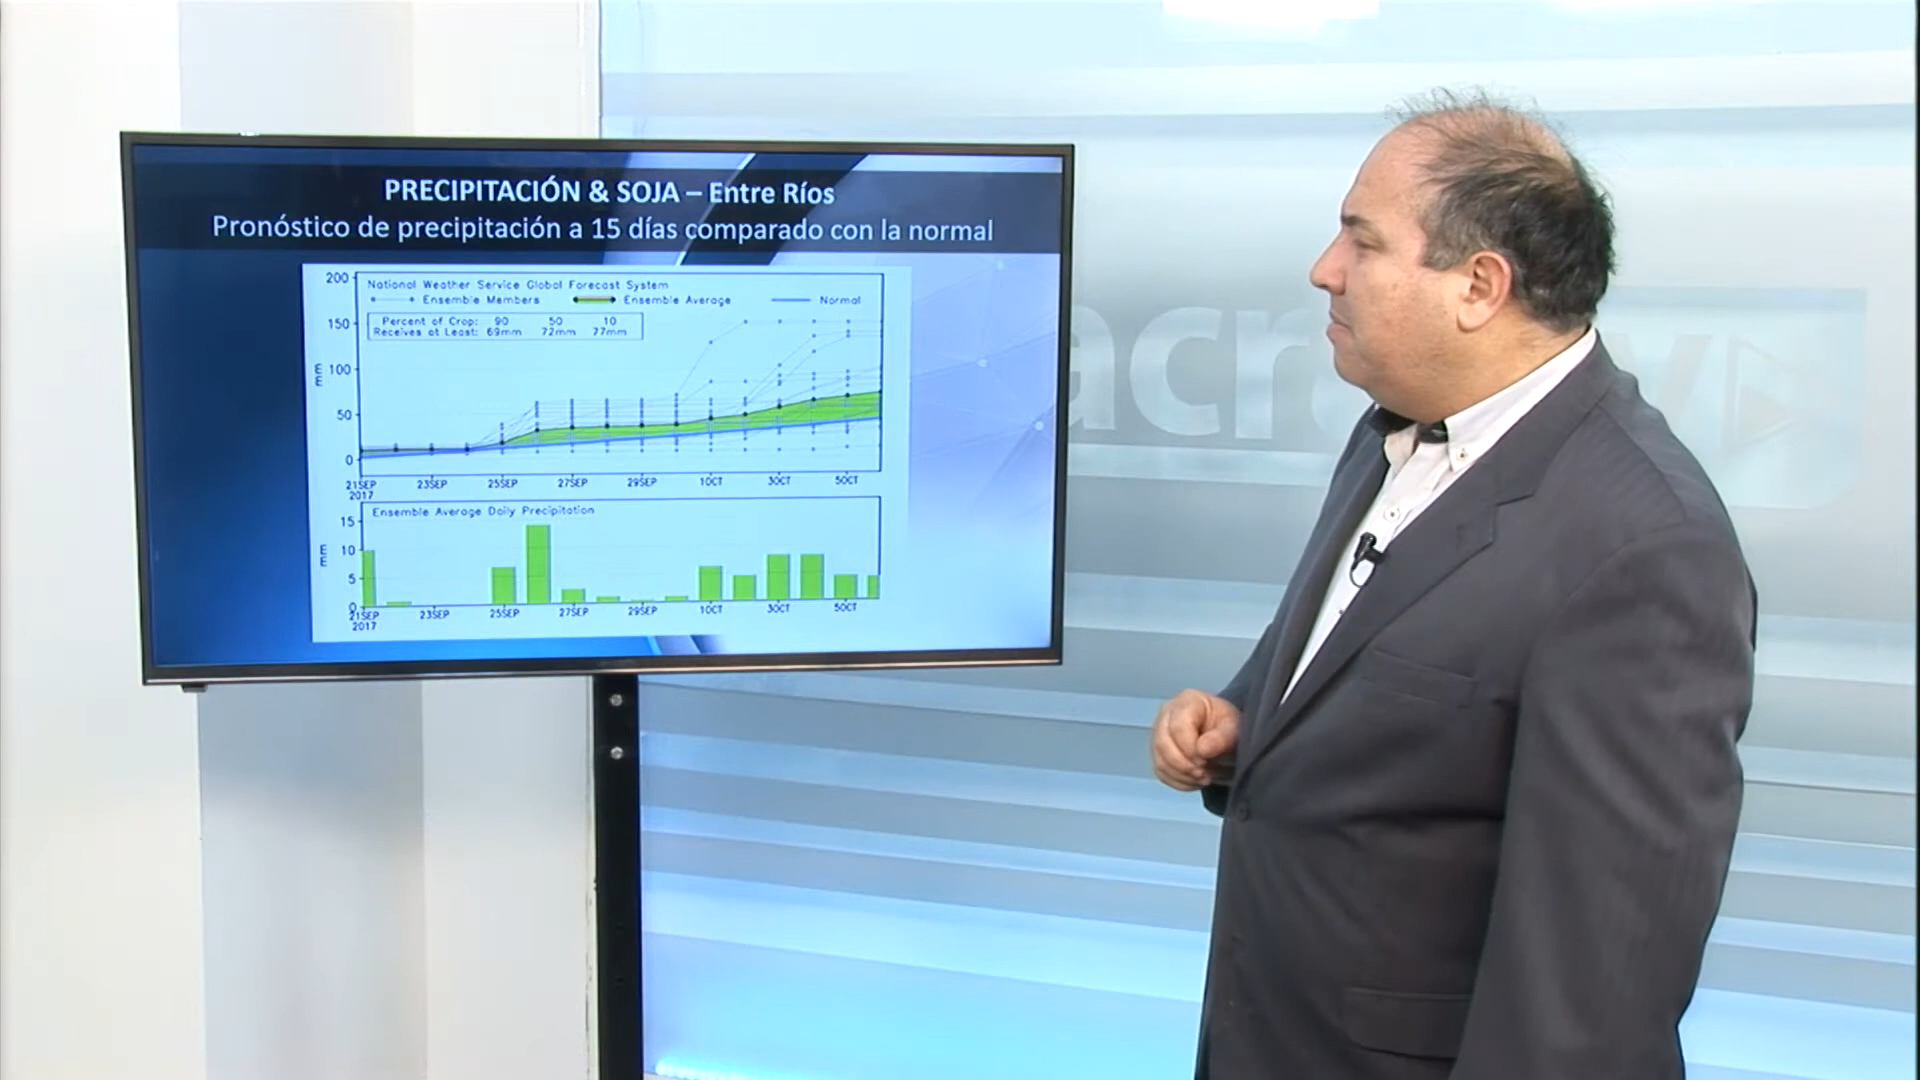 PRECIPITACIÓN & SOJA – Entre Ríos
Pronóstico de precipitación a 15 días comparado con la normal
200
National Weather Service Global Forecast System
Ensemble Members Ensemble Average Normal
150
Percent of Crop: 90 50 10
Receives at Least: 69mm 72mm 77mm
100
50
0
21SEP 23SEP 25SEP 27SEP 29SEP 1OCT 3OCT 5OCT
2017
Ensemble Average Daily Precipitation
15
10
5
0
21SEP 23SEP 25SEP 27SEP 29SEP 1OCT 3OCT 5OCT
2017
acr